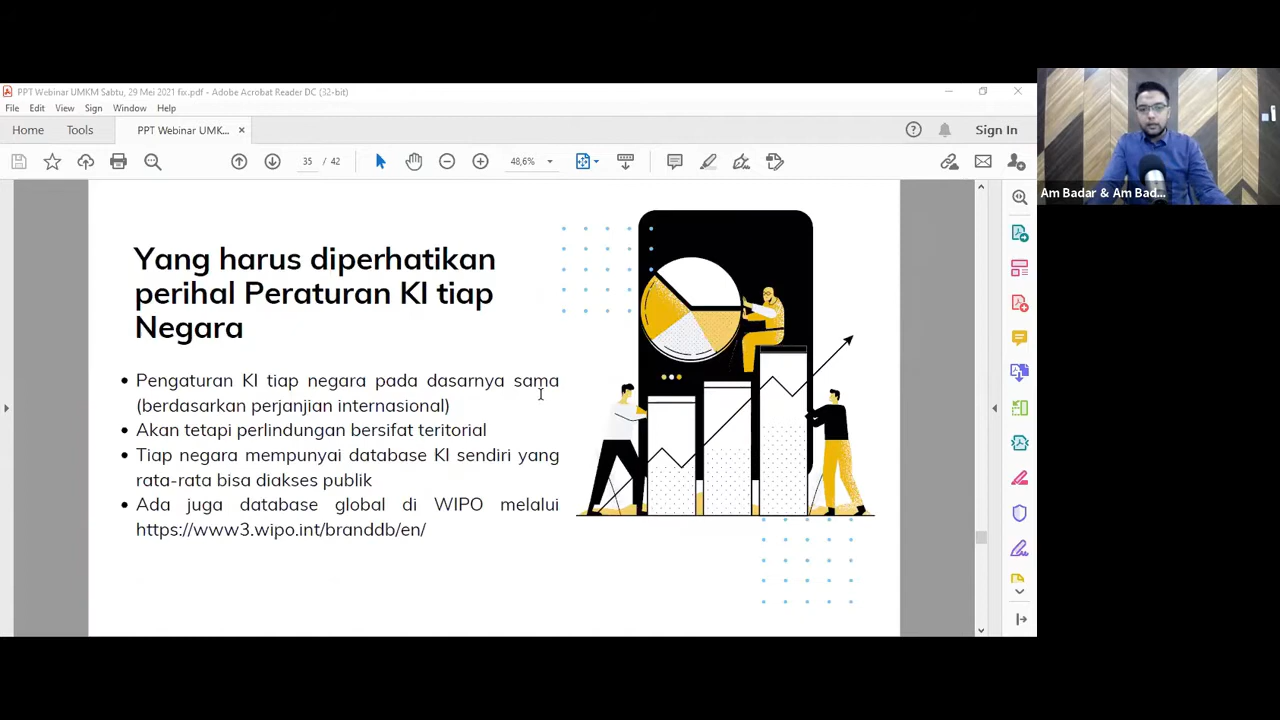 PPT Webinar UMKM Sabtu, 29 Mei 2021 fix.pdf - Adobe Acrobat Reader DC (32-bit)
File Edit View Sign Window Help
Home Tools PPT Webinar UMK... Sign In
35 / 42 48,6%
Am Badar & Am Bad...
Yang harus diperhatikan
perihal Peraturan KI tiap
Negara
• Pengaturan KI tiap negara pada dasarnya sama
(berdasarkan perjanjian internasional)
• Akan tetapi perlindungan bersifat teritorial
• Tiap negara mempunyai database KI sendiri yang
rata-rata bisa diakses publik
• Ada juga database global di WIPO melalui
https://www3.wipo.int/branddb/en/